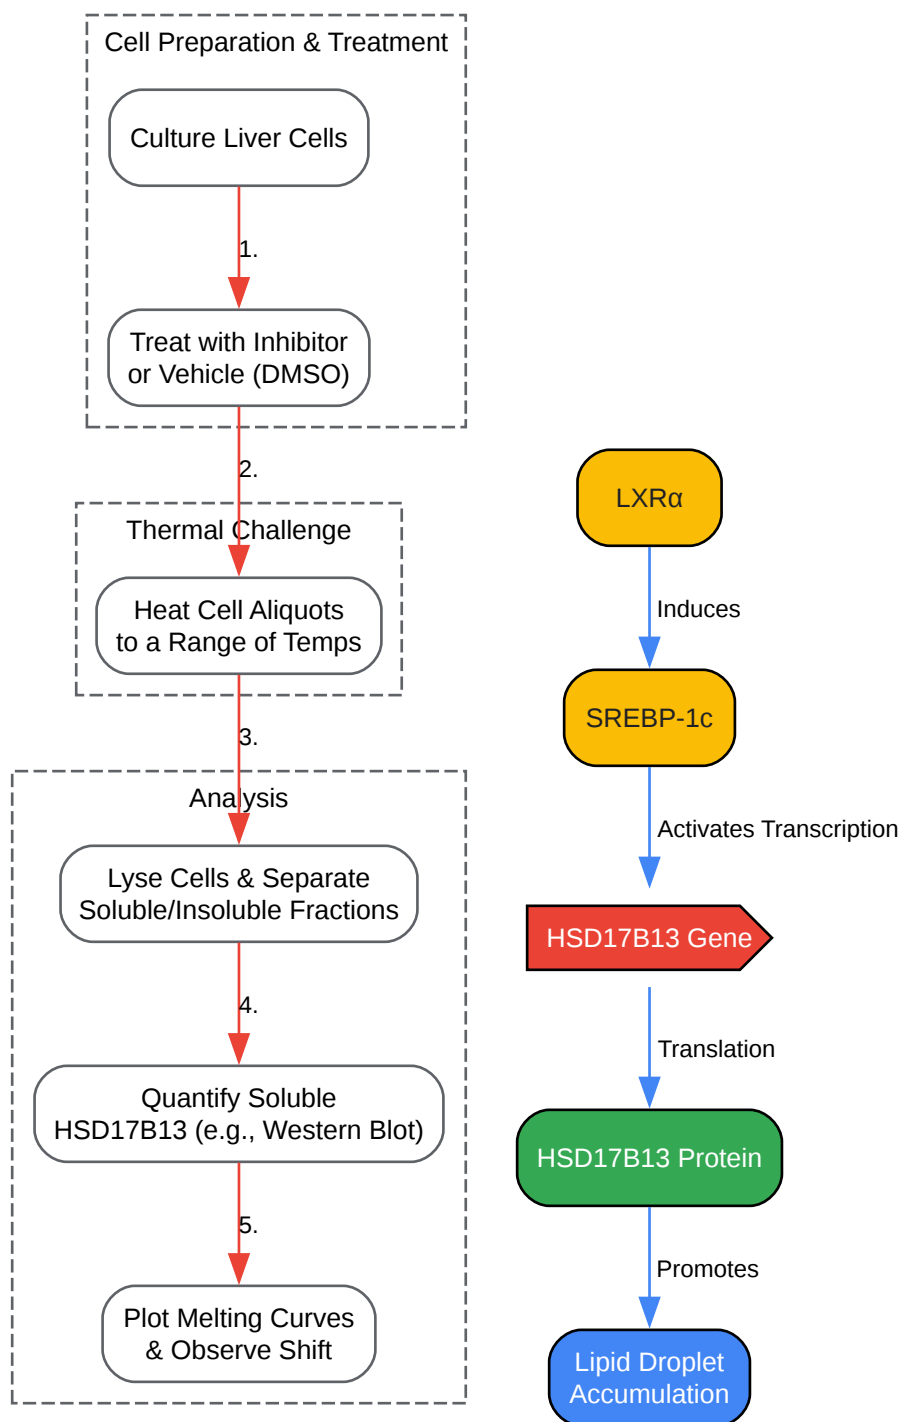 Cell Preparation & Treatment
Culture Liver Cells
1.
Treat with Inhibitor
or Vehicle (DMSO)
2.
Thermal Challenge
Heat Cell Aliquots
to a Range of Temps
3.
Analysis
Lyse Cells & Separate
Soluble/Insoluble Fractions
4.
Quantify Soluble
HSD17B13 (e.g., Western Blot)
5.
Plot Melting Curves
& Observe Shift
LXRα
Induces
SREBP-1c
Activates Transcription
HSD17B13 Gene
Translation
HSD17B13 Protein
Promotes
Lipid Droplet
Accumulation